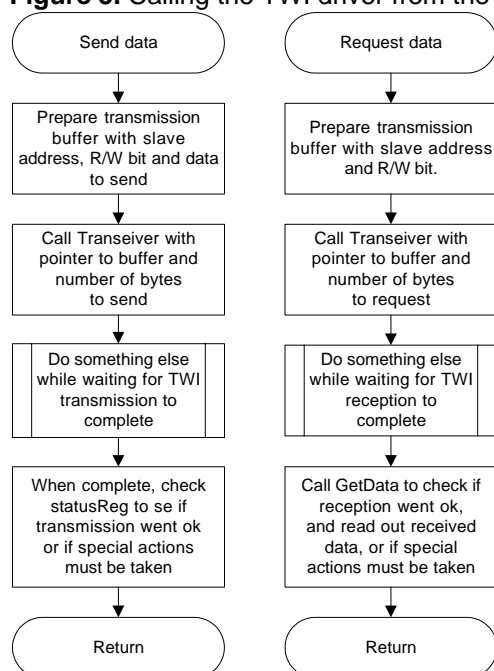 Figure 3. Calling the TWI driver from the
Send data
Prepare transmission
buffer with slave
address, R/W bit and data
to send
Call Transeiver with
pointer to buffer and
number of bytes
to send
Do something else
while waiting for TWI
transmission to
complete
When complete, check
statusReg to se if
transmission went ok
or if special actions
must be taken
Return
Request data
Prepare transmission
buffer with slave address
and R/W bit.
Call Transeiver with
pointer to buffer and
number of bytes
to request
Do something else
while waiting for TWI
reception to
complete
Call GetData to check if
reception went ok,
and read out received
data, or if special
actions must be taken
Return